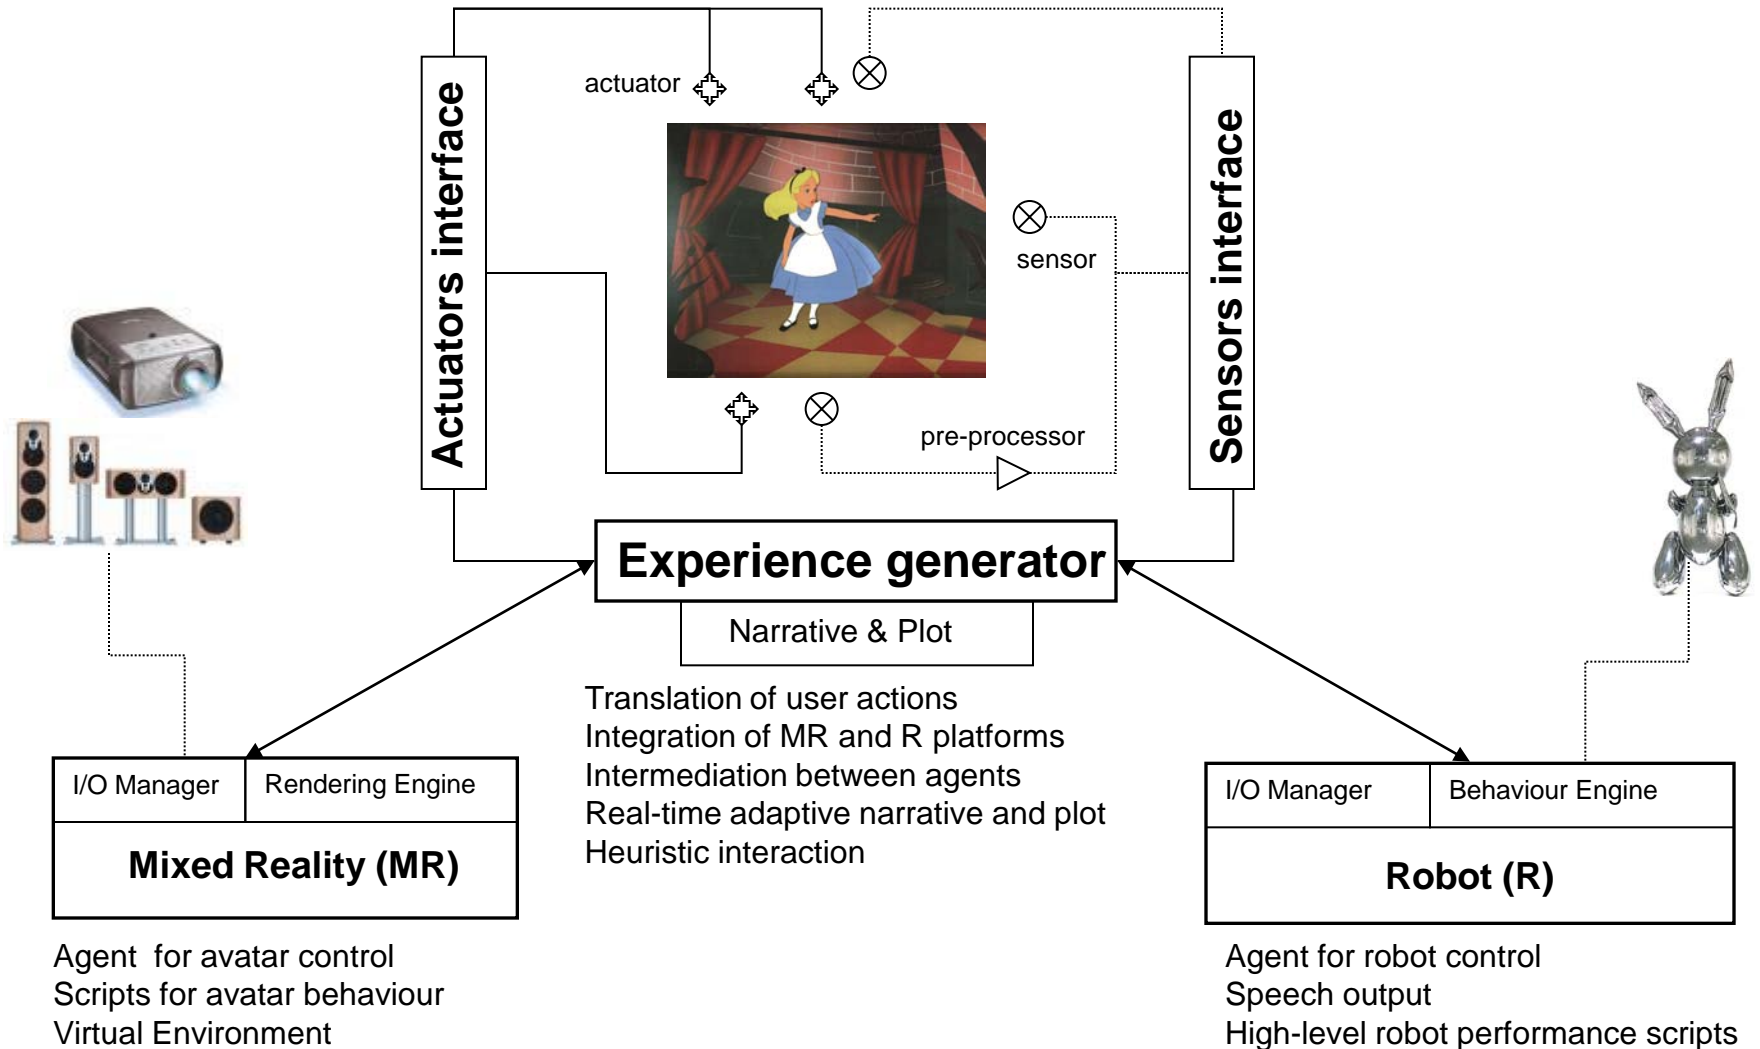 actuator
Actuators interface
Sensors interface
sensor
pre-processor
Experience generator
Narrative & Plot
Translation of user actions
Integration of MR and R platforms
Intermediation between agents
Real-time adaptive narrative and plot
Heuristic interaction
I/O Manager
Rendering Engine
Mixed Reality (MR)
Agent  for avatar control
Scripts for avatar behaviour
Virtual Environment
I/O Manager
Behaviour Engine
Robot (R)
Agent for robot control
Speech output
High-level robot performance scripts